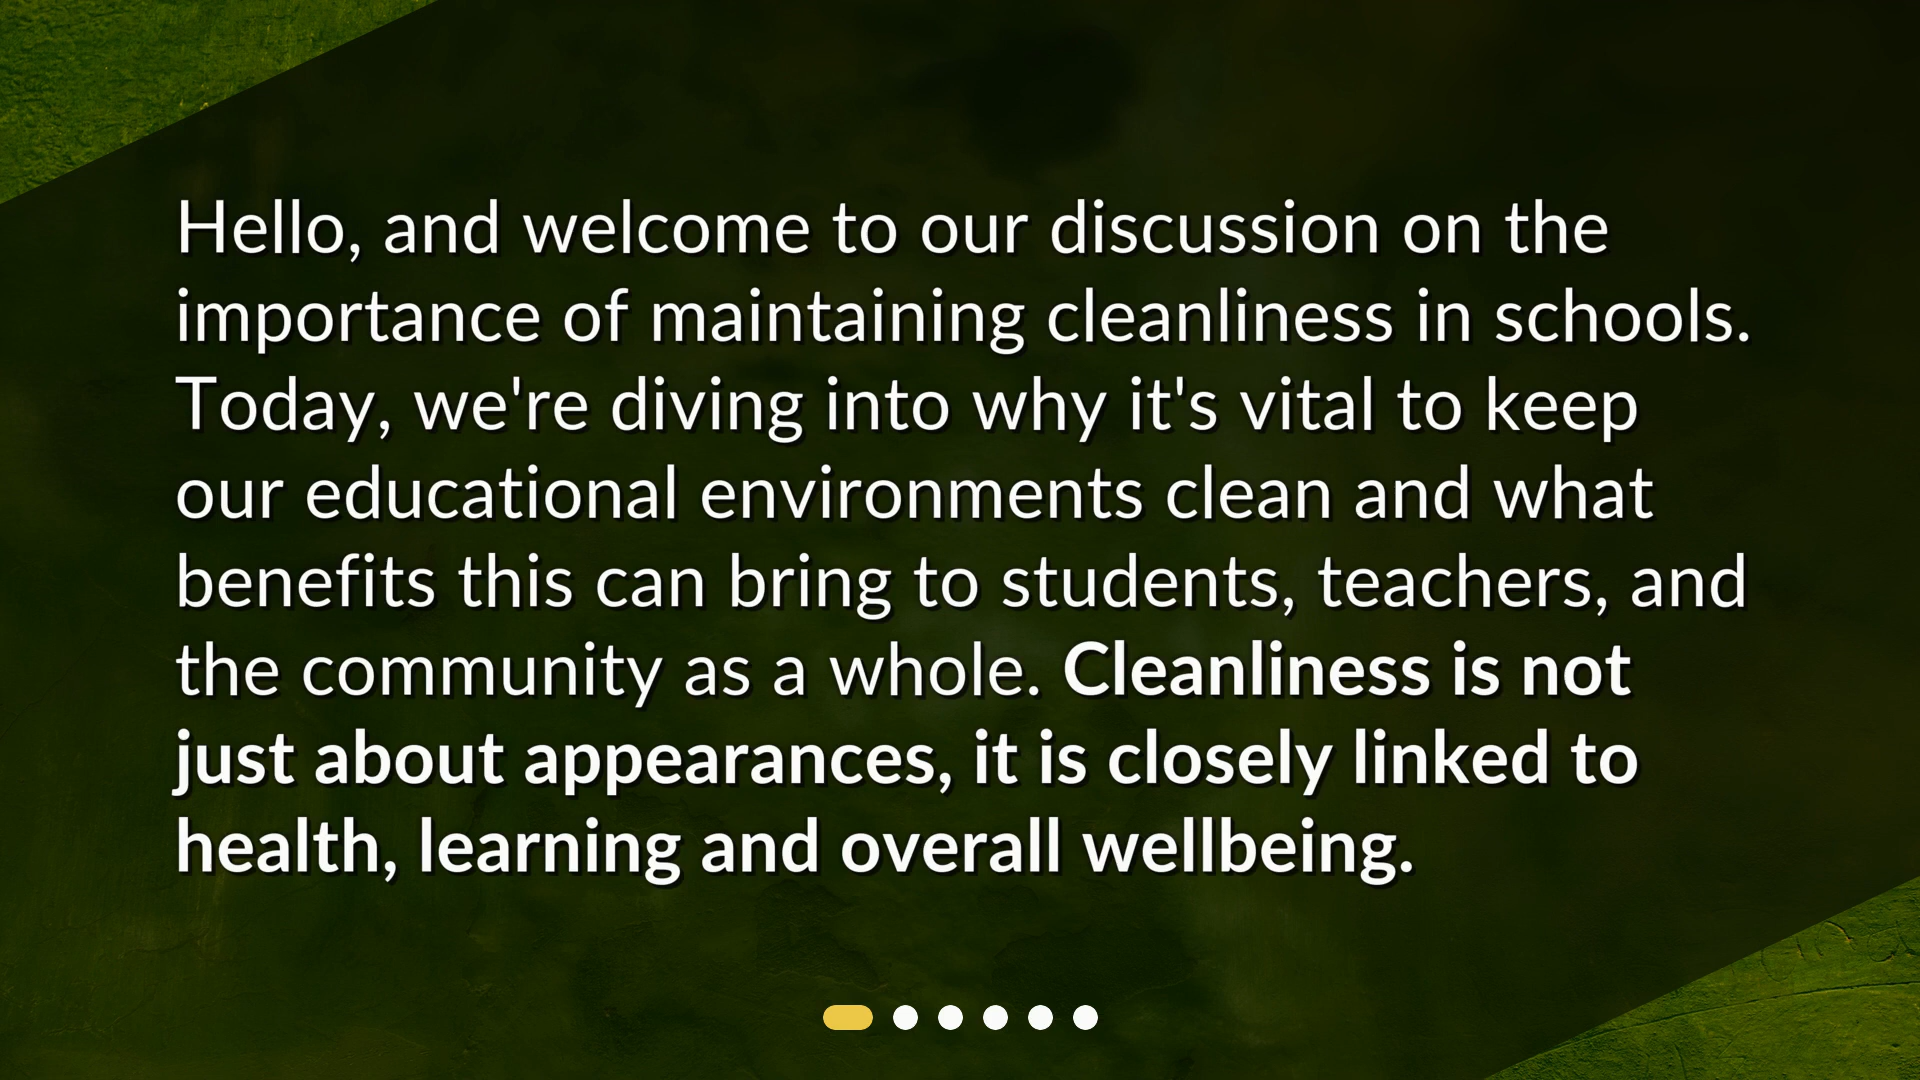 Hello, and welcome to our discussion on the
importance of maintaining cleanliness in schools.
Today, we're diving into why it's vital to keep
our educational environments clean and what
benefits this can bring to students, teachers, and
the community as a whole. Cleanliness is not
just about appearances, it is closely linked to
health, learning and overall wellbeing.